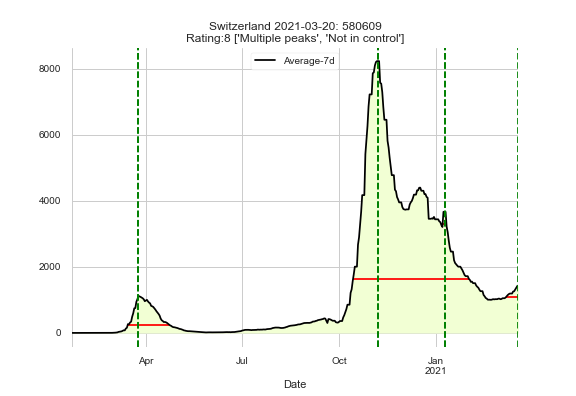 Switzerland 2021-03-20: 580609
Rating:8 ['Multiple peaks', 'Not in control']
Average-7d
8000
6000
4000
2000
0
Apr
Jul
Oct
Jan
2021
Date